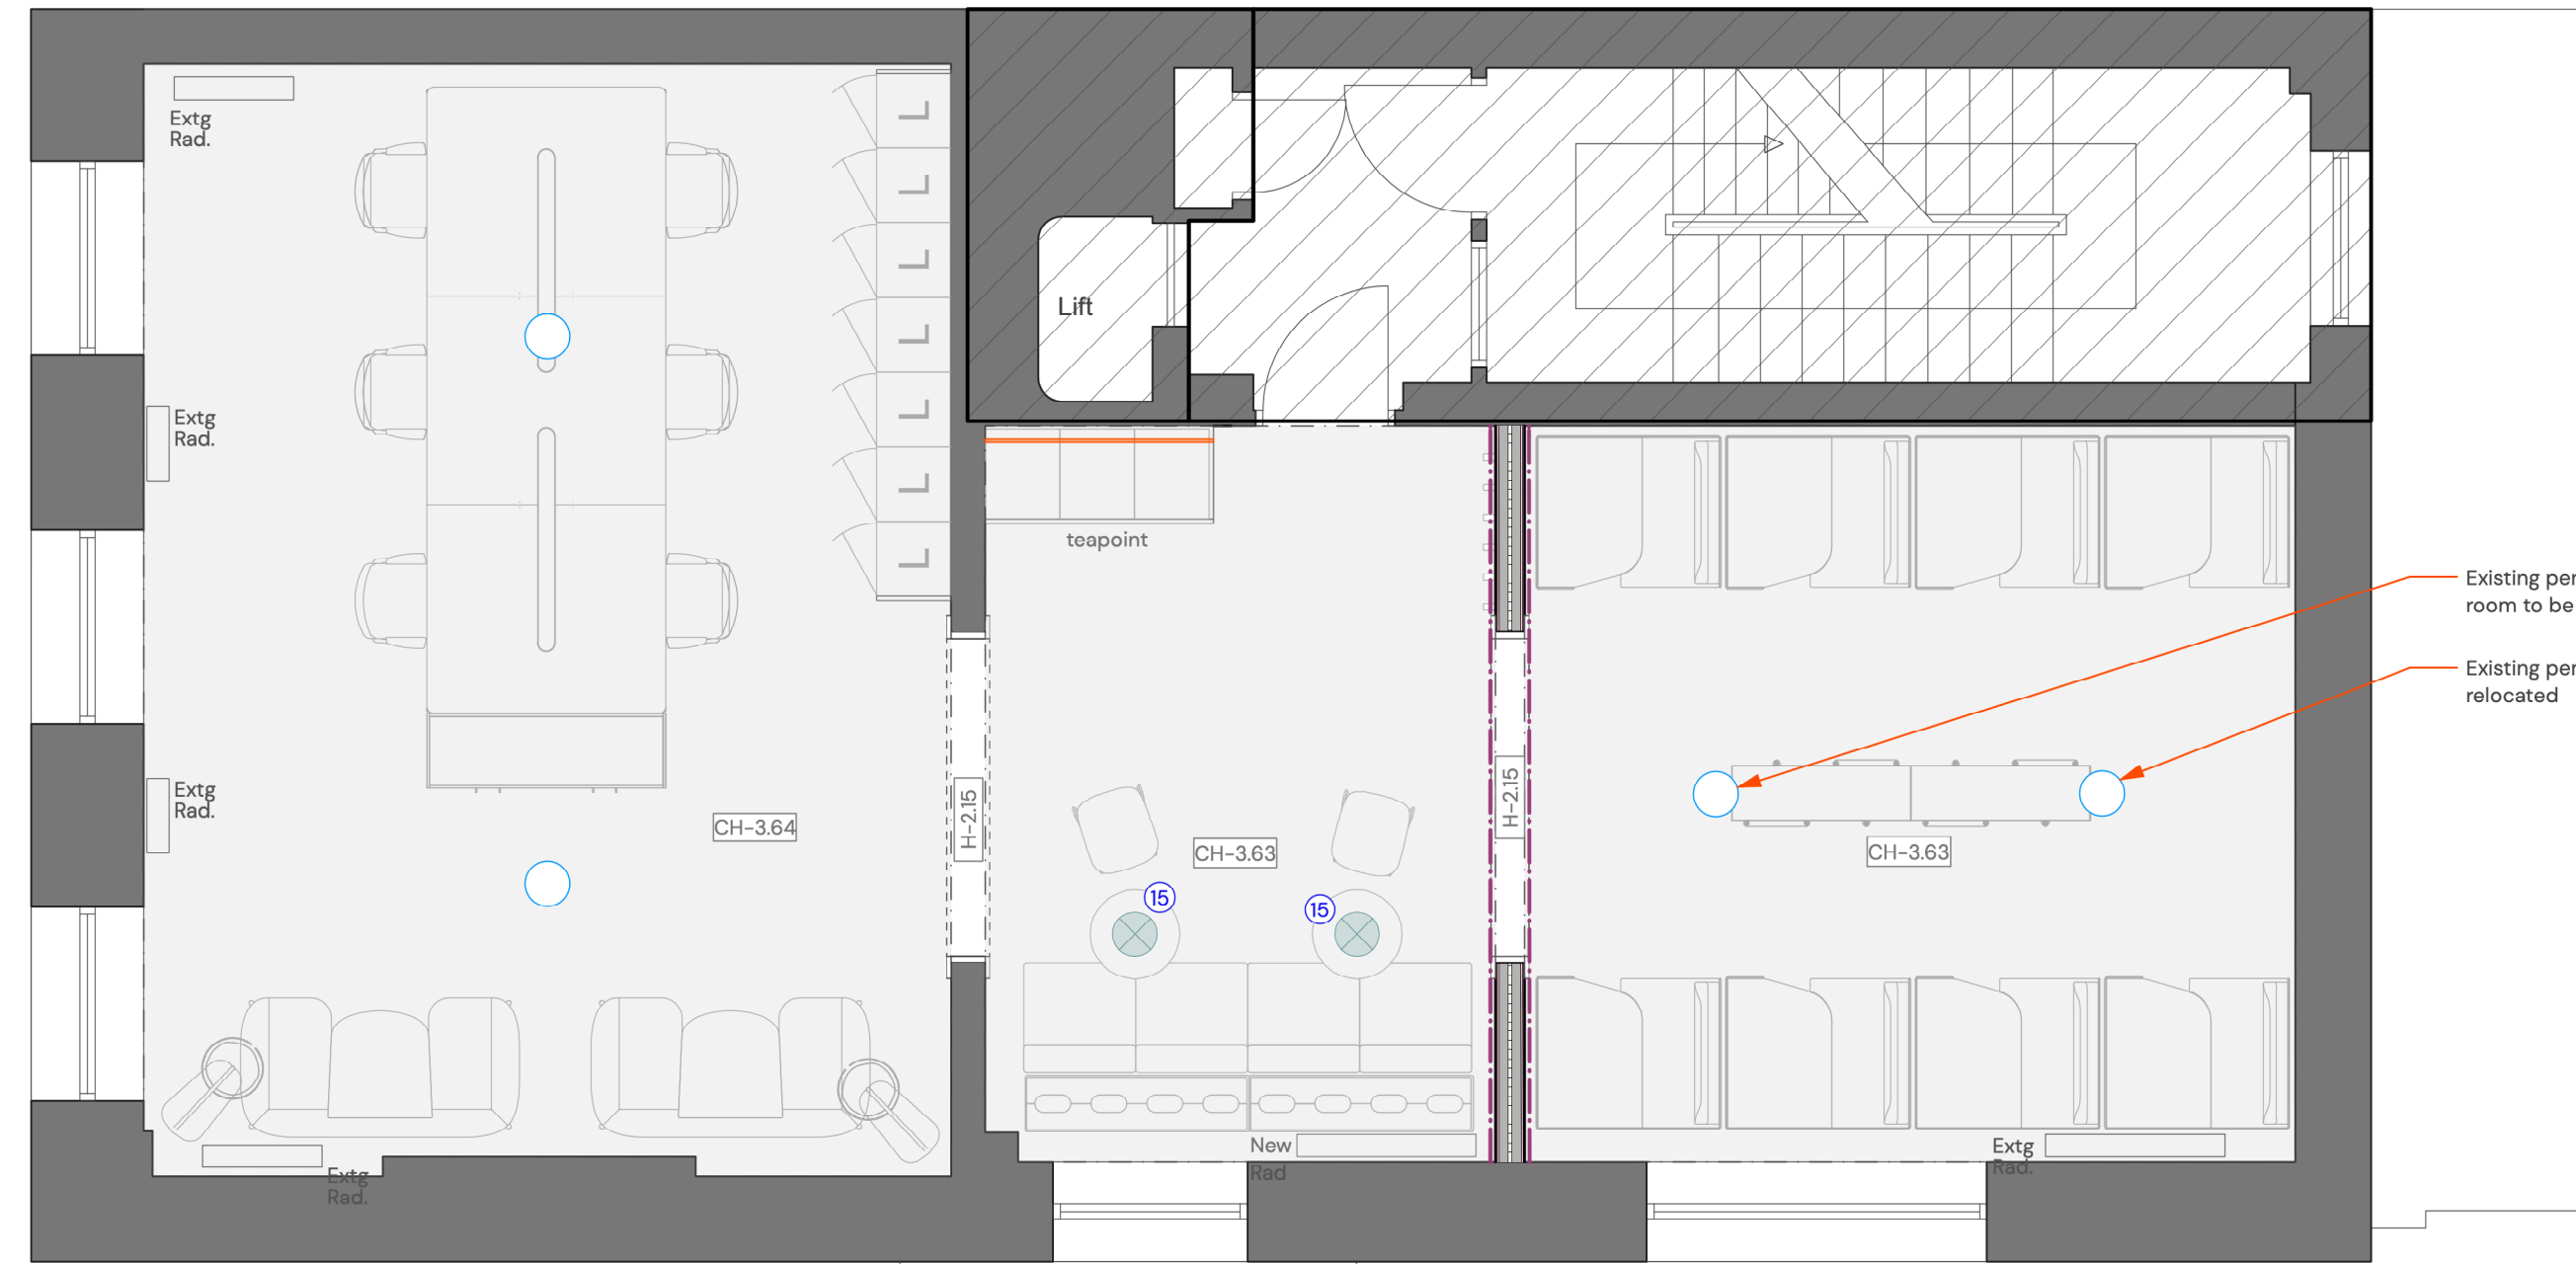 Extg
Rad.
Lift
Extg
Rad.
teapoint
Existing per
room to be
Existing per
relocated
Extg
Rad.
CH-3.64
H-2.15
H-2.15
CH-3.63
CH-3.63
15
15
New
Rad
Extg
Rad.
Extg
Rad.